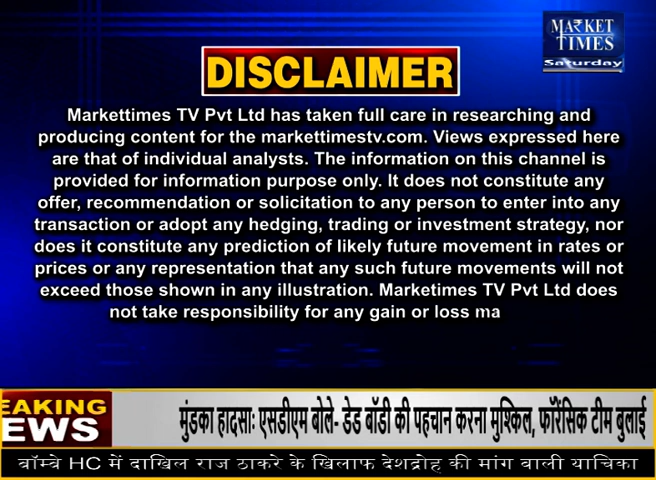 MARKET
TIMES
Saturday
DISCLAIMER
Markettimes TV Pvt Ltd has taken full care in researching and
producing content for the markettimestv.com. Views expressed here
are that of individual analysts. The information on this channel is
provided for information purpose only. It does not constitute any
offer, recommendation or solicitation to any person to enter into any
transaction or adopt any hedging, trading or investment strategy, nor
does it constitute any prediction of likely future movement in rates or
prices or any representation that any such future movements will not
exceed those shown in any illustration. Marketimes TV Pvt Ltd does
not take responsibility for any gain or loss ma
EAKING
EWS
मुंडका हादसाः एसडीएम बोले- डेड बॉडी की पहचान करना मुश्किल, फॉरेंसिक टीम बुलाई
बॉम्बे HC में दाखिल राज ठाकरे के खिलाफ देशद्रोह की मांग वाली याचिका